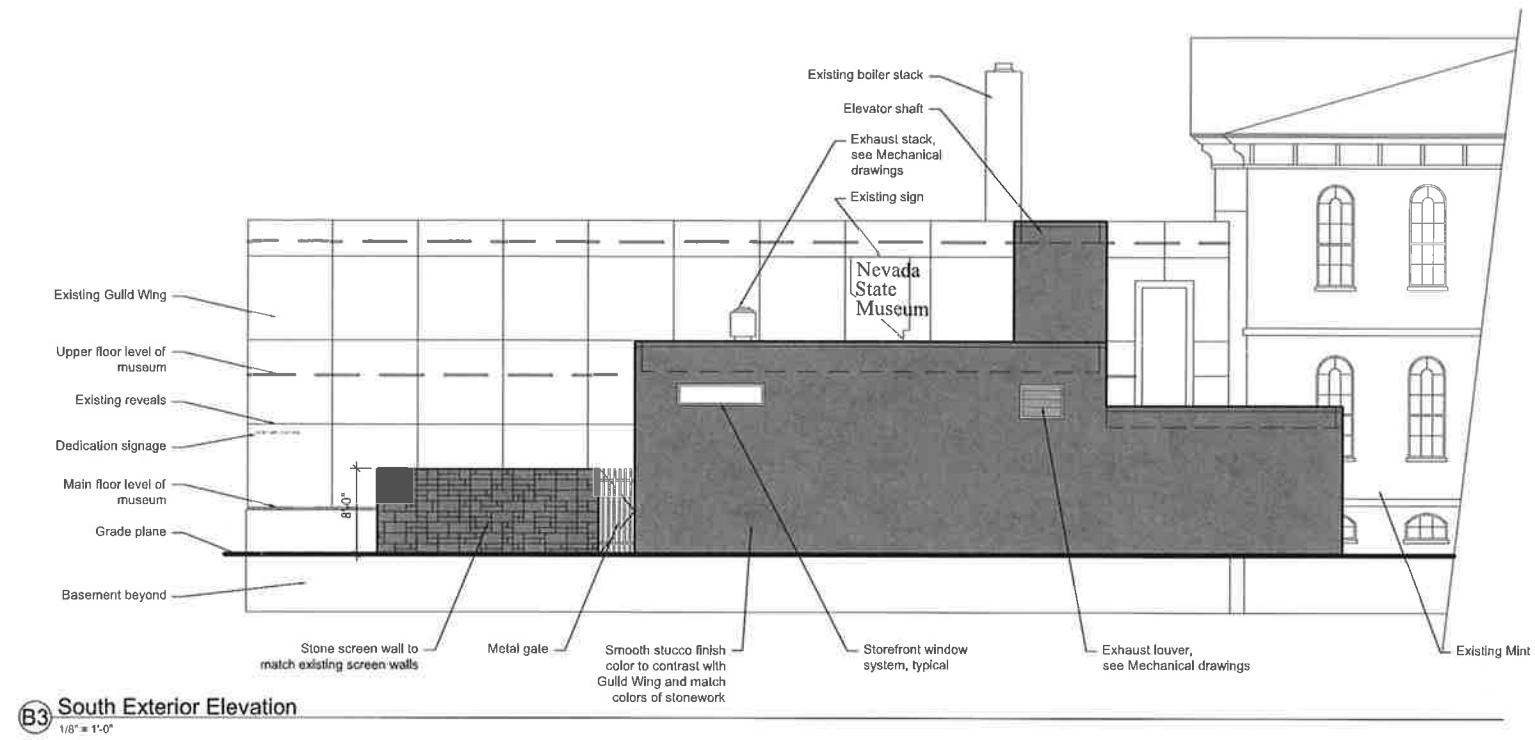 Existing boiler stack
Elevator shaft
Exhaust stack,
see Mechanical
drawings
Existing sign
Nevada
State
Museum
Existing Guild Wing
Upper floor level of
museum
Existing reveals
Dedication signage
Main floor level of
museum
8'-0"
Grade plane
Basement beyond
Stone screen wall to
match existing screen walls
Metal gate
Smooth stucco finish
color to contrast with
Guild Wing and match
colors of stonework
Storefront window
system, typical
Exhaust louver,
see Mechanical drawings
Existing Mint
B3 South Exterior Elevation
1/8" = 1'-0"